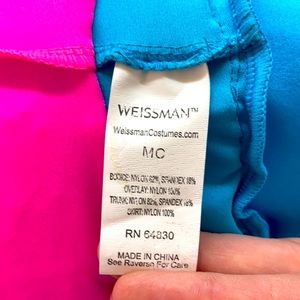 WEISSMAN™
WeissmanCostumes.com
MC
BODICE: NYLON 82%, SPANDEX 18%
OVERLAY: NYLON 100%
TRUNK: NYLON 82%, SPANDEX 18%
SKIRT: NYLON 100%
RN 64830
MADE IN CHINA
See Reverse For Care